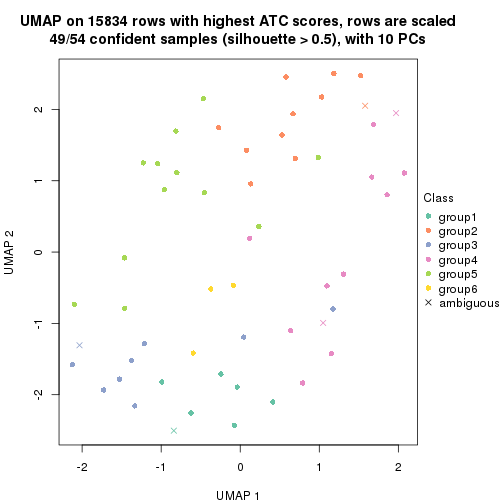 UMAP on 15834 rows with highest ATC scores, rows are scaled
49/54 confident samples (silhouette > 0.5), with 10 PCs
UMAP 2
2
1
0
-1
-2
-2
-1
0
1
2
UMAP 1
Class
group1
group2
group3
group4
group5
group6
ambiguous